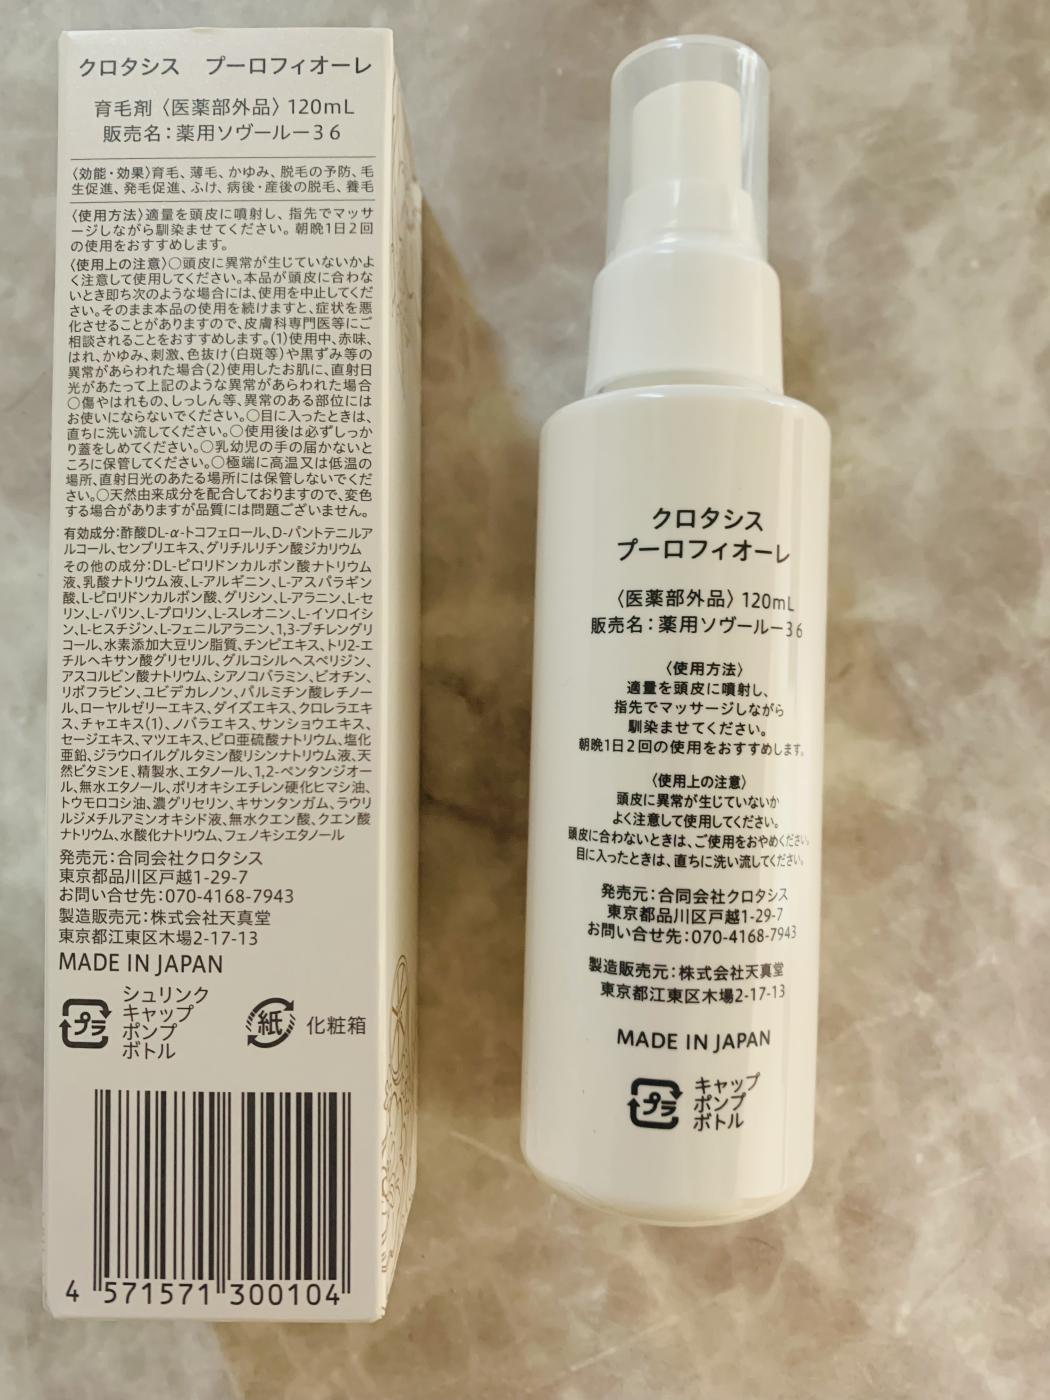 クロタシス　プーロフィオーレ
育毛剤〈医薬部外品〉120mL
販売名：薬用ソヴールー３６
〈効能・効果〉育毛、薄毛、かゆみ、脱毛の予防、毛
生促進、発毛促進、ふけ、病後・産後の脱毛、養毛
〈使用方法〉適量を頭皮に噴射し、指先でマッサ
ージしながら馴染ませてください。朝晩1日2回
の使用をおすすめします。
〈使用上の注意〉○頭皮に異常が生じていないかよ
く注意して使用してください。本品が頭皮に合わな
いとき即ち次のような場合には、使用を中止してくだ
さい。そのまま本品の使用を続けますと、症状を悪
化させることがありますので、皮膚科専門医等にご
相談されることをおすすめします。(1)使用中、赤味、
はれ、かゆみ、刺激、色抜け(白斑等)や黒ずみ等の
異常があらわれた場合(2)使用したお肌に、直射日
光があたって上記のような異常があらわれた場合
○傷やはれもの、しっしん等、異常のある部位には
お使いにならないでください。○目に入ったときは、
直ちに洗い流してください。○使用後は必ずしっか
り蓋をしめてください。○乳幼児の手の届かないと
ころに保管してください。○極端に高温又は低温の
場所、直射日光のあたる場所には保管しないでくだ
さい。○天然由来成分を配合しておりますので、変色
する場合がありますが品質には問題ございません。
有効成分：酢酸DL-α-トコフェロール、D-パントテニルア
ルコール、センブリエキス、グリチルリチン酸ジカリウム
その他の成分：DL-ピロリドンカルボン酸ナトリウム
液、乳酸ナトリウム液、L-アルギニン、L-アスパラギン
酸、L-ピロリドンカルボン酸、グリシン、L-アラニン、L-セ
リン、L-バリン、L-プロリン、L-スレオニン、L-イソロイシ
ン、L-ヒスチジン、L-フェニルアラニン、1,3-ブチレングリ
コール、水素添加大豆リン脂質、チンピエキス、トリ2-エ
チルヘキサン酸グリセリル、グルコシルヘスペリジン、
アスコルビン酸ナトリウム、シアノコバラミン、ビオチン、
リボフラビン、ユビデカレノン、パルミチン酸レチノー
ル、ローヤルゼリーエキス、ダイズエキス、クロレラエキ
ス、チャエキス(1)、ノバラエキス、サンショウエキス、
セージエキス、マツエキス、ピロ亜硫酸ナトリウム、塩化
亜鉛、ジラウロイルグルタミン酸リシンナトリウム液、天
然ビタミンE、精製水、エタノール、1,2-ペンタンジオー
ル、無水エタノール、ポリオキシエチレン硬化ヒマシ油、
トウモロコシ油、濃グリセリン、キサンタンガム、ラウリ
ルジメチルアミンオキシド液、無水クエン酸、クエン酸
ナトリウム、水酸化ナトリウム、フェノキシエタノール
発売元：合同会社クロタシス
東京都品川区戸越1-29-7
お問い合せ先：070-4168-7943
製造販売元：株式会社天真堂
東京都江東区木場2-17-13
MADE IN JAPAN
プラ
シュリンク
キャップ
ポンプ
ボトル
紙 化粧箱
4 571571 300104
クロタシス
プーロフィオーレ
〈医薬部外品〉120mL
販売名：薬用ソヴールー３６
〈使用方法〉
適量を頭皮に噴射し、
指先でマッサージしながら
馴染ませてください。
朝晩1日2回の使用をおすすめします。
〈使用上の注意〉
頭皮に異常が生じていないか
よく注意して使用してください。
頭皮に合わないときは、ご使用をおやめください。
目に入ったときは、直ちに洗い流してください。
発売元：合同会社クロタシス
東京都品川区戸越1-29-7
お問い合せ先：070-4168-7943
製造販売元：株式会社天真堂
東京都江東区木場2-17-13
MADE IN JAPAN
プラ
キャップ
ポンプ
ボトル